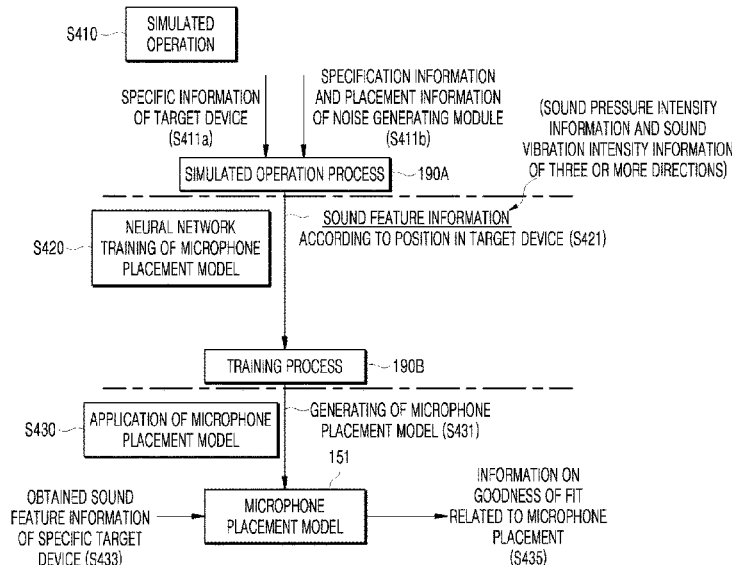 S410
SIMULATED
OPERATION
SPECIFIC INFORMATION
OF TARGET DEVICE
(S411a)
SPECIFICATION INFORMATION
AND PLACEMENT INFORMATION
OF NOISE GENERATING MODULE
(S411b)
(SOUND PRESSURE INTENSITY
INFORMATION AND SOUND
VIBRATION INTENSITY INFORMATION
OF THREE OR MORE DIRECTIONS)
SIMULATED OPERATION PROCESS
190A
S420
NEURAL NETWORK
TRAINING OF MICROPHONE
PLACEMENT MODEL
SOUND FEATURE INFORMATION
ACCORDING TO POSITION IN TARGET DEVICE (S421)
TRAINING PROCESS
190B
S430
APPLICATION OF MICROPHONE
PLACEMENT MODEL
GENERATING OF MICROPHONE
PLACEMENT MODEL (S431)
151
OBTAINED SOUND
FEATURE INFORMATION
OF SPECIFIC TARGET
DEVICE (S433)
MICROPHONE
PLACEMENT MODEL
INFORMATION ON
GOODNESS OF FIT
RELATED TO MICROPHONE
PLACEMENT
(S435)